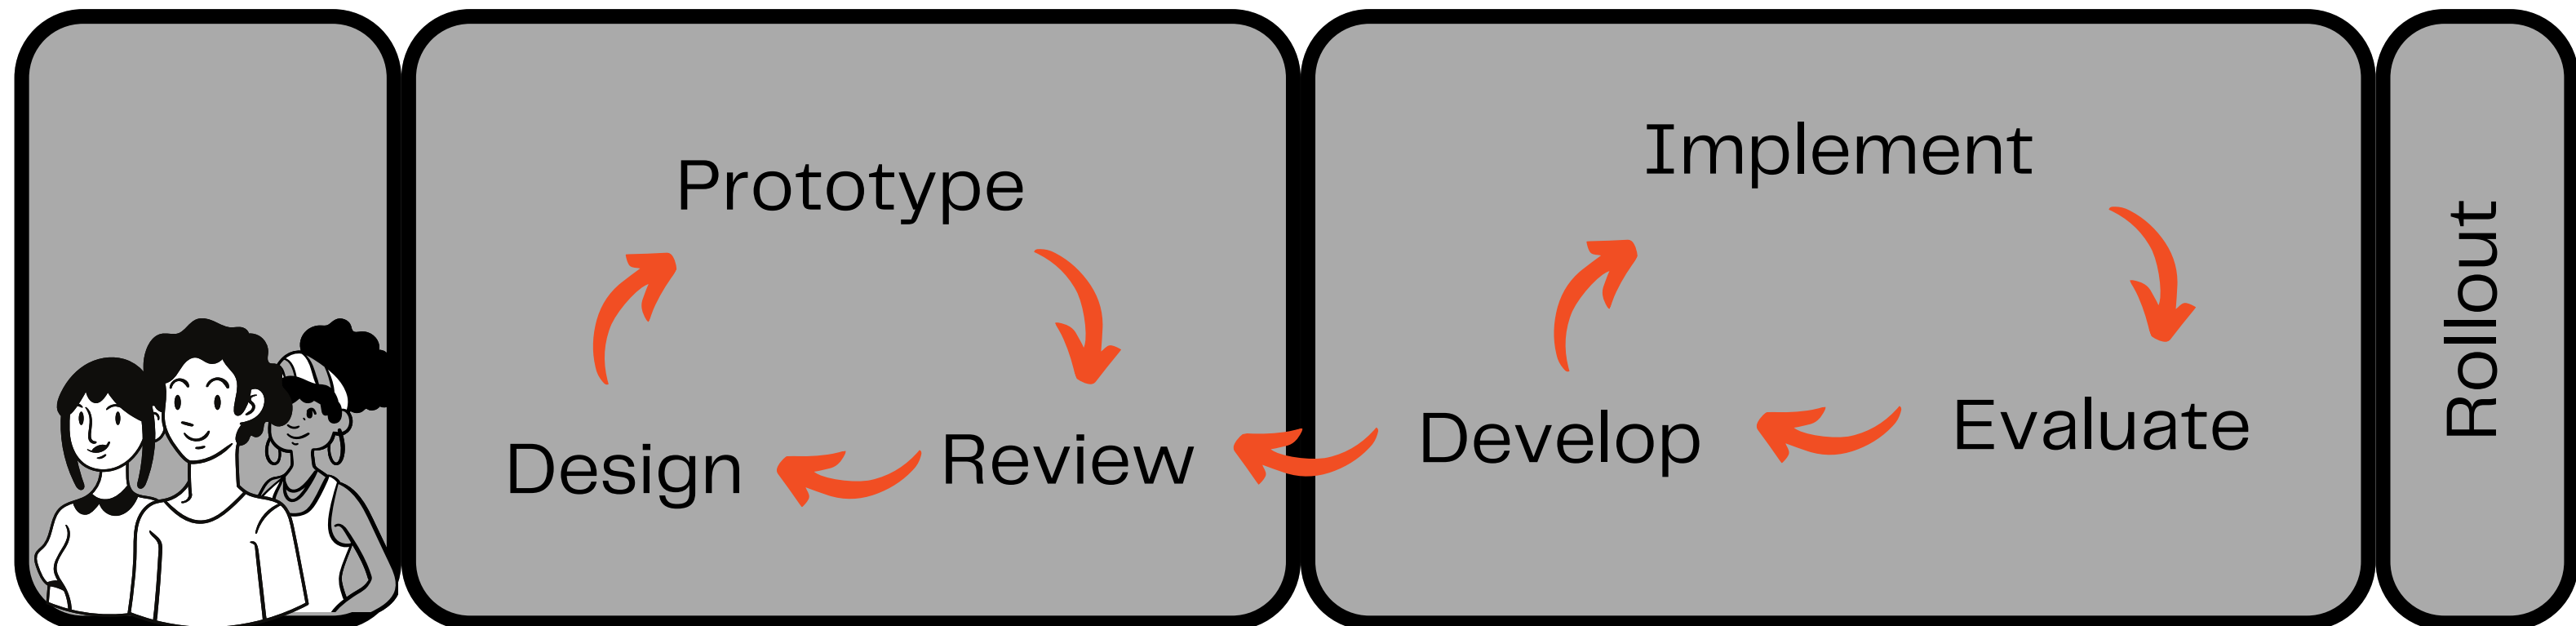 Prototype
Design
Review
Implement
Develop
Evaluate
Rollout